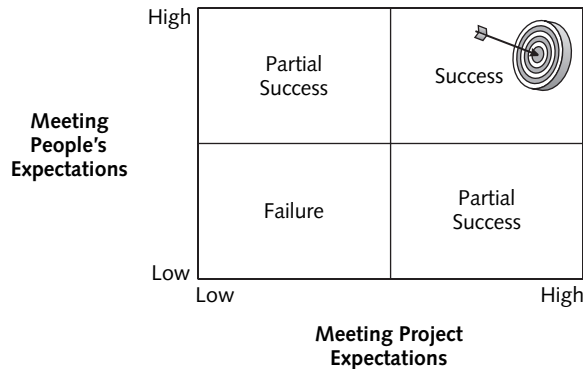 High
Partial
Success
Success
Meeting
People's
Expectations
Failure
Partial
Success
Low
Low
High
Meeting Project
Expectations